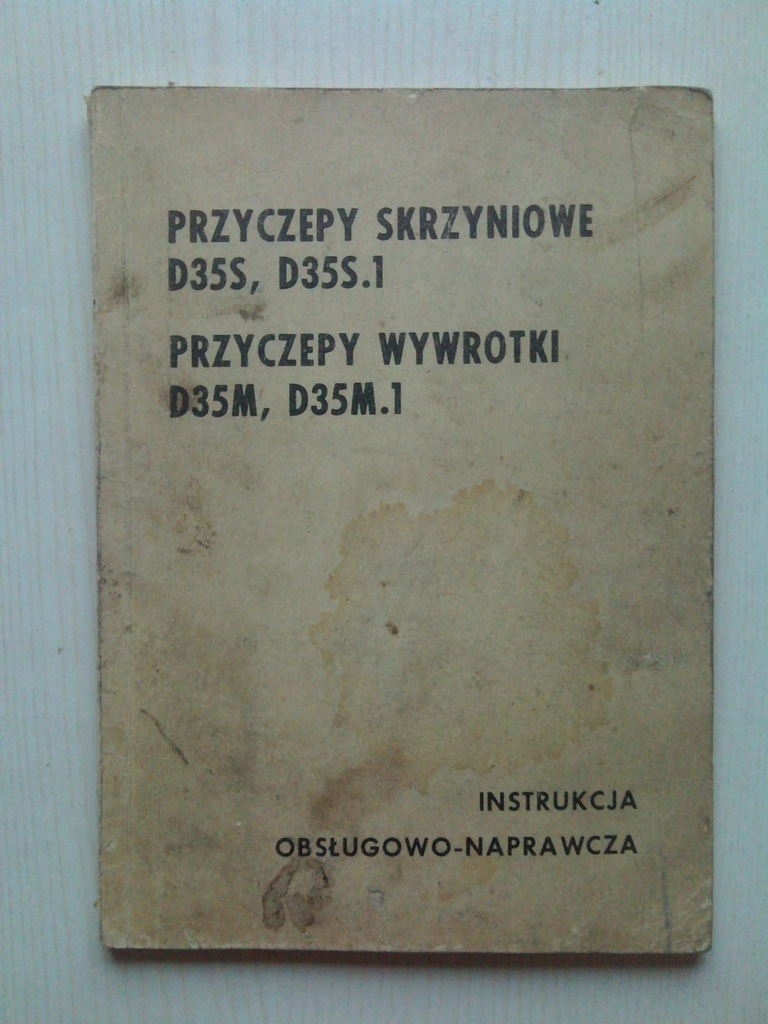 PRZYCZEPY SKRZYNIOWE
D35S, D35S.1
PRZYCZEPY WYWROTKI
D35M, D35M.1
INSTRUKCJA
OBSŁUGOWO-NAPRAWCZA